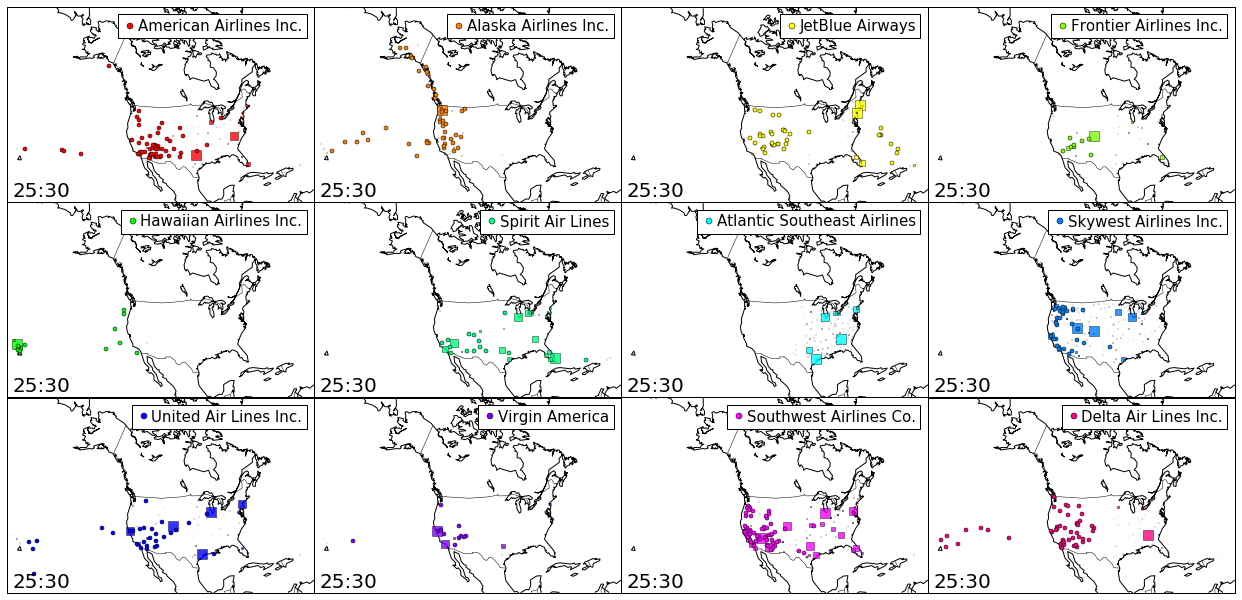 American Airlines Inc.
25:30
Alaska Airlines Inc.
25:30
JetBlue Airways
25:30
Frontier Airlines Inc.
25:30
Hawaiian Airlines Inc.
25:30
Spirit Air Lines
25:30
Atlantic Southeast Airlines
25:30
Skywest Airlines Inc.
25:30
United Air Lines Inc.
25:30
Virgin America
25:30
Southwest Airlines Co.
25:30
Delta Air Lines Inc.
25:30